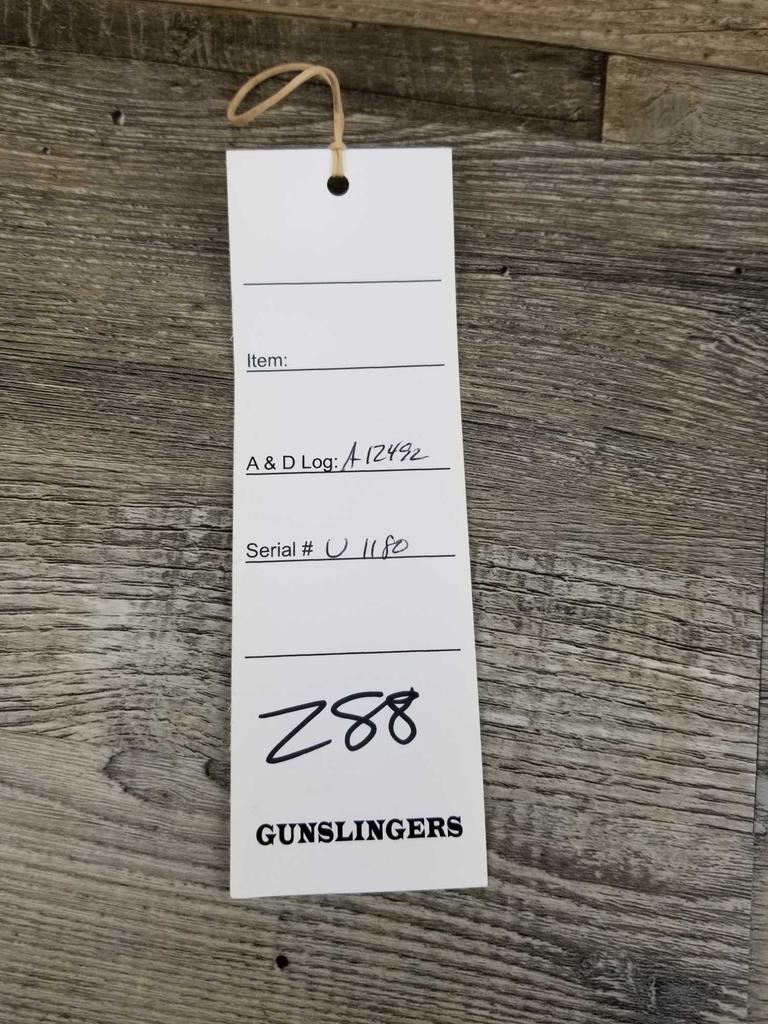 Item:
A & D Log: A12492
Serial # U 1180
Z88
GUNSLINGERS